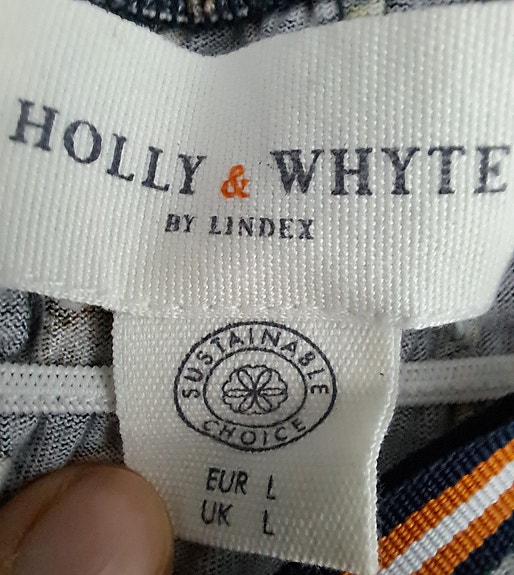 HOLLY & WHYTE
BY LINDEX
SUSTAINABLE
CHOICE
EUR L
UK L